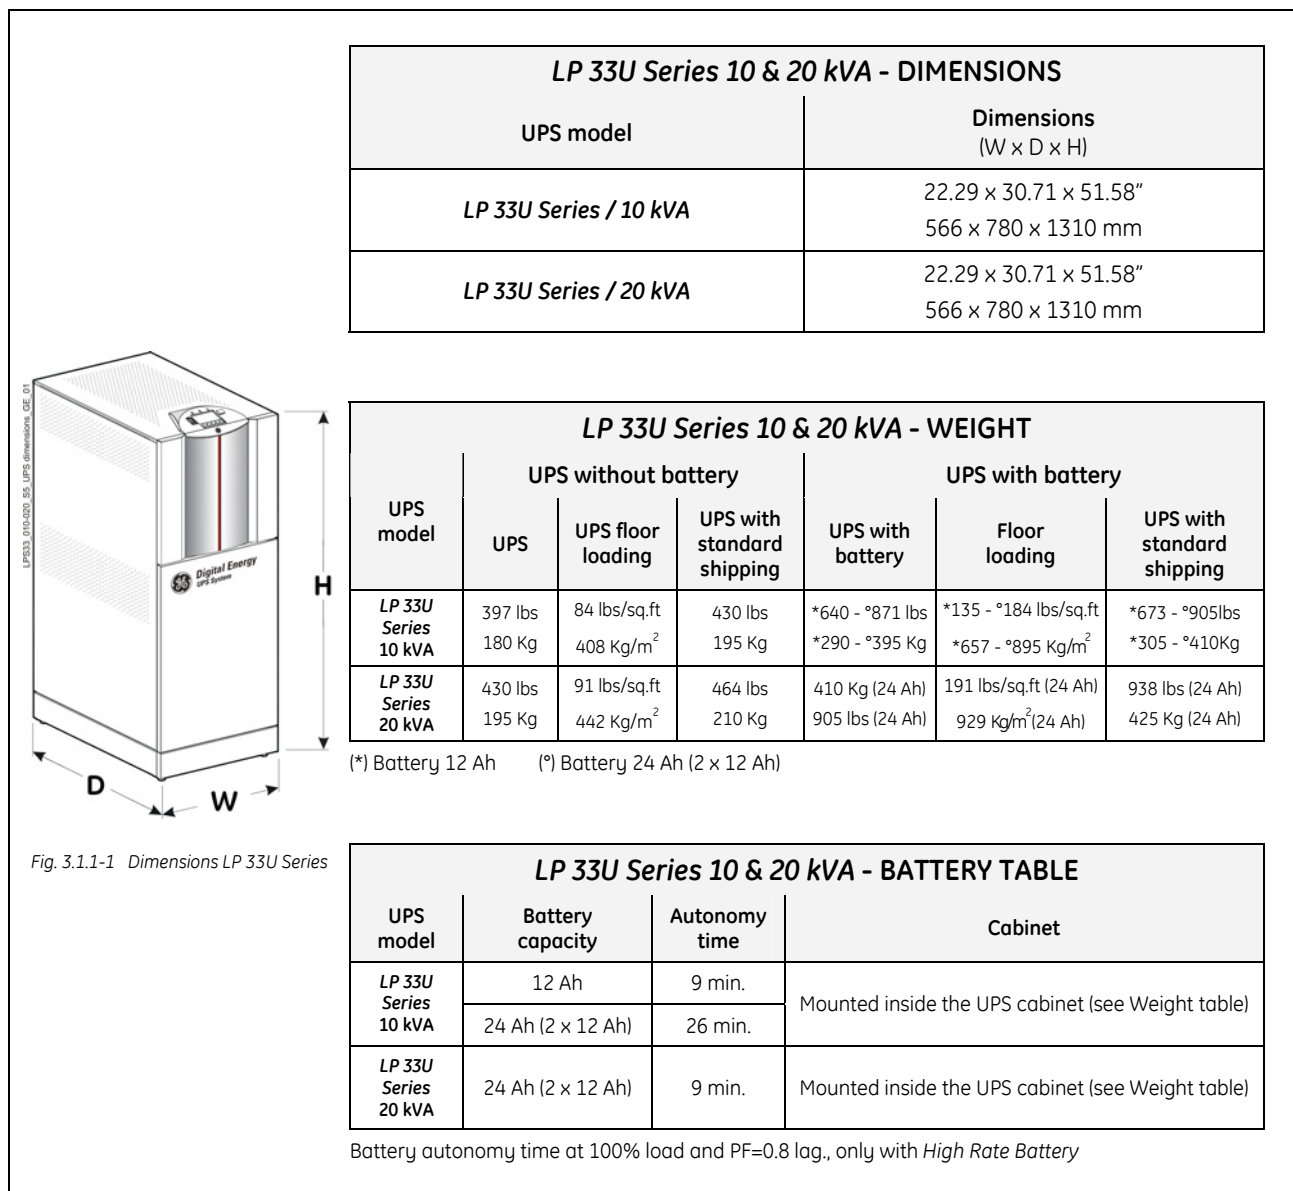 LP 33U Series 10 & 20 kVA - DIMENSIONS
UPS model
Dimensions
(W x D x H)
LP 33U Series / 10 kVA
22.29 x 30.71 x 51.58”
566 x 780 x 1310 mm
LP 33U Series / 20 kVA
22.29 x 30.71 x 51.58”
566 x 780 x 1310 mm
LPS33_010-020_S5_UPS dimensions_GE_01
GE
Digital Energy
UPS System
H
D
W
Fig. 3.1.1-1 Dimensions LP 33U Series
LP 33U Series 10 & 20 kVA - WEIGHT
UPS
model
UPS without battery
UPS with battery
UPS
UPS floor
loading
UPS with
standard
shipping
UPS with
battery
Floor
loading
UPS with
standard
shipping
LP 33U
Series
10 kVA
397 lbs
180 Kg
84 lbs/sq.ft
408 Kg/m²
430 lbs
195 Kg
*640 - °871 lbs
*290 - °395 Kg
*135 - °184 lbs/sq.ft
*657 - °895 Kg/m²
*673 - °905lbs
*305 - °410Kg
LP 33U
Series
20 kVA
430 lbs
195 Kg
91 lbs/sq.ft
442 Kg/m²
464 lbs
210 Kg
410 Kg (24 Ah)
905 lbs (24 Ah)
191 lbs/sq.ft (24 Ah)
929 Kg/m²(24 Ah)
938 lbs (24 Ah)
425 Kg (24 Ah)
(*) Battery 12 Ah (°) Battery 24 Ah (2 x 12 Ah)
LP 33U Series 10 & 20 kVA - BATTERY TABLE
UPS
model
Battery
capacity
Autonomy
time
Cabinet
LP 33U
Series
10 kVA
12 Ah
9 min.
24 Ah (2 x 12 Ah)
26 min.
Mounted inside the UPS cabinet (see Weight table)
LP 33U
Series
20 kVA
24 Ah (2 x 12 Ah)
9 min.
Mounted inside the UPS cabinet (see Weight table)
Battery autonomy time at 100% load and PF=0.8 lag., only with High Rate Battery